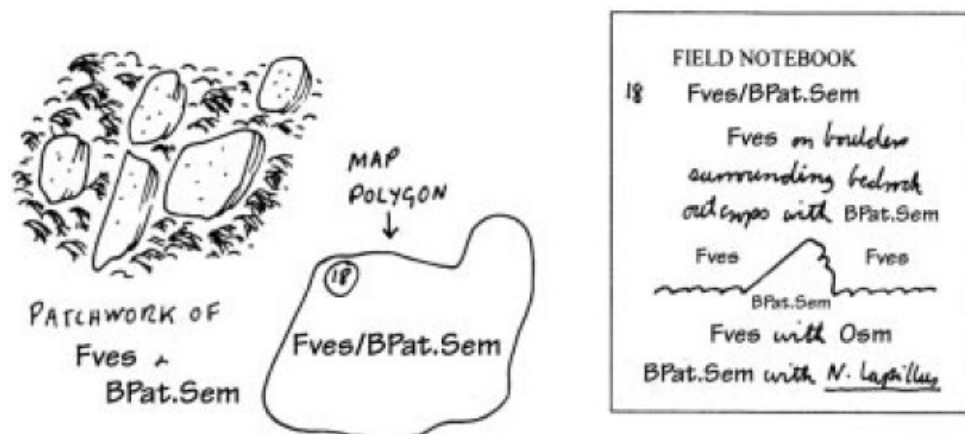 PATCHWORK OF
Fves &
BPat.Sem
MAP
POLYGON
18
Fves/BPat.Sem
FIELD NOTEBOOK
18 Fves/BPat.Sem
Fves on boulders
surrounding bedrock
outcrops with BPat.Sem
Fves Fves
BPat.Sem
Fves with Osm
BPat.Sem with N. Lapillus